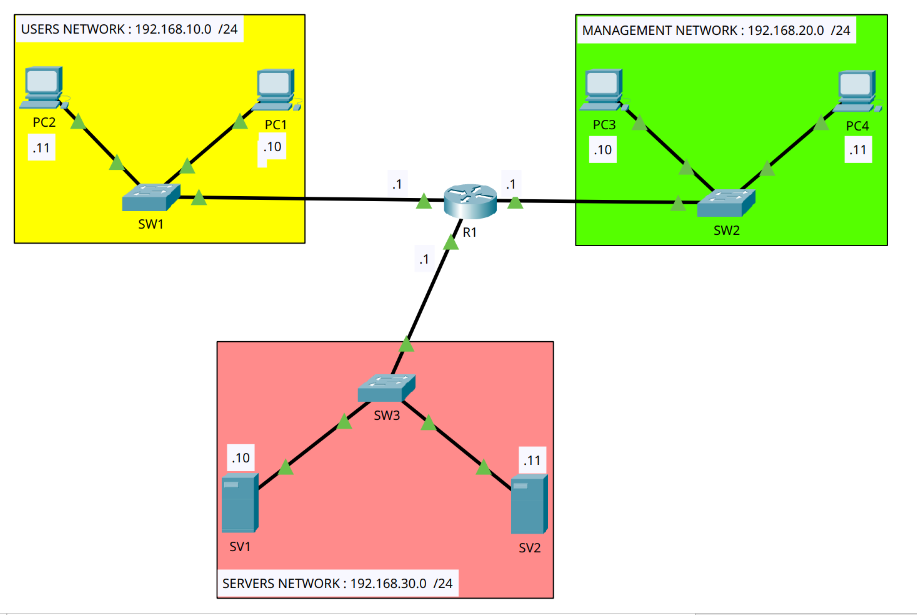 USERS NETWORK : 192.168.10.0 /24
MANAGEMENT NETWORK : 192.168.20.0 /24
PC2
PC1
PC3
PC4
.11
.10
.10
.11
.1
.1
SW1
R1
SW2
.1
SW3
.10
.11
SV1
SV2
SERVERS NETWORK : 192.168.30.0 /24